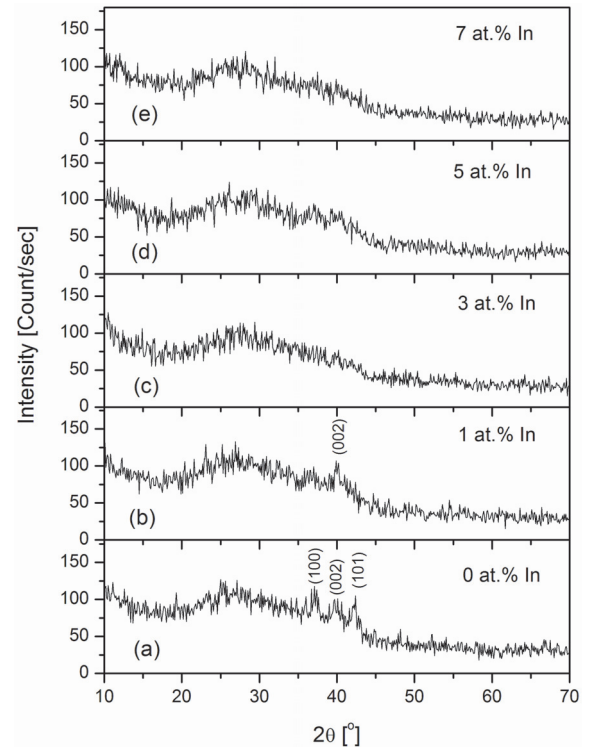 150
100
50
0
7 at.% In
(e)
150
100
50
0
5 at.% In
(d)
150
100
50
0
3 at.% In
(c)
150
100
50
0
1 at.% In
(002)
(b)
150
100
50
0
0 at.% In
(100)
(002)
(101)
(a)
10 20 30 40 50 60 70
2θ [°]
Intensity [Count/sec]